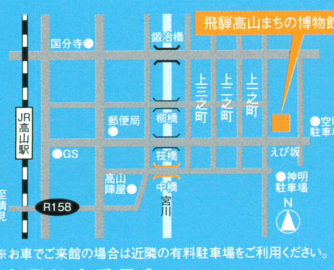 飛騨高山まちの博物館
国分寺
鍛冶橋
上三之町
上二之町
上一之町
JR高山駅
郵便局
柳橋
GS
筏橋
えび坂
駐車場
高山陣屋
中橋
神明駐車場
宮川
R158
N
※お車でご来館の場合は近隣の有料駐車場をご利用ください。